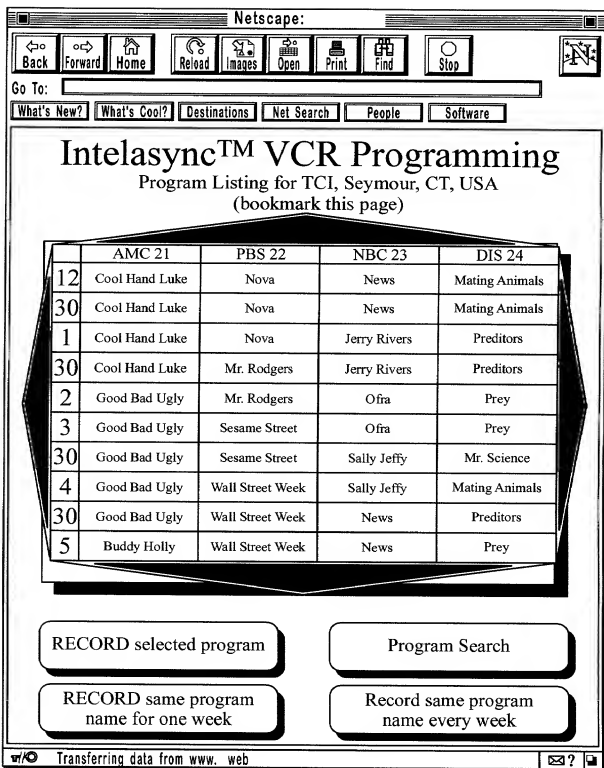 Netscape:
Back Forward Home Reload Images Open Print Find Stop N
Go To:
What's New? What's Cool? Destinations Net Search People Software
Intelasync™ VCR Programming
Program Listing for TCI, Seymour, CT, USA
(bookmark this page)
AMC 21 PBS 22 NBC 23 DIS 24
12 Cool Hand Luke Nova News Mating Animals
30 Cool Hand Luke Nova News Mating Animals
1 Cool Hand Luke Nova Jerry Rivers Preditors
30 Cool Hand Luke Mr. Rodgers Jerry Rivers Preditors
2 Good Bad Ugly Mr. Rodgers Ofra Prey
3 Good Bad Ugly Sesame Street Ofra Prey
30 Good Bad Ugly Sesame Street Sally Jeffy Mr. Science
4 Good Bad Ugly Wall Street Week Sally Jeffy Mating Animals
30 Good Bad Ugly Wall Street Week News Preditors
5 Buddy Holly Wall Street Week News Prey
RECORD selected program
Program Search
RECORD same program
name for one week
Record same program
name every week
Transferring data from www. web ?